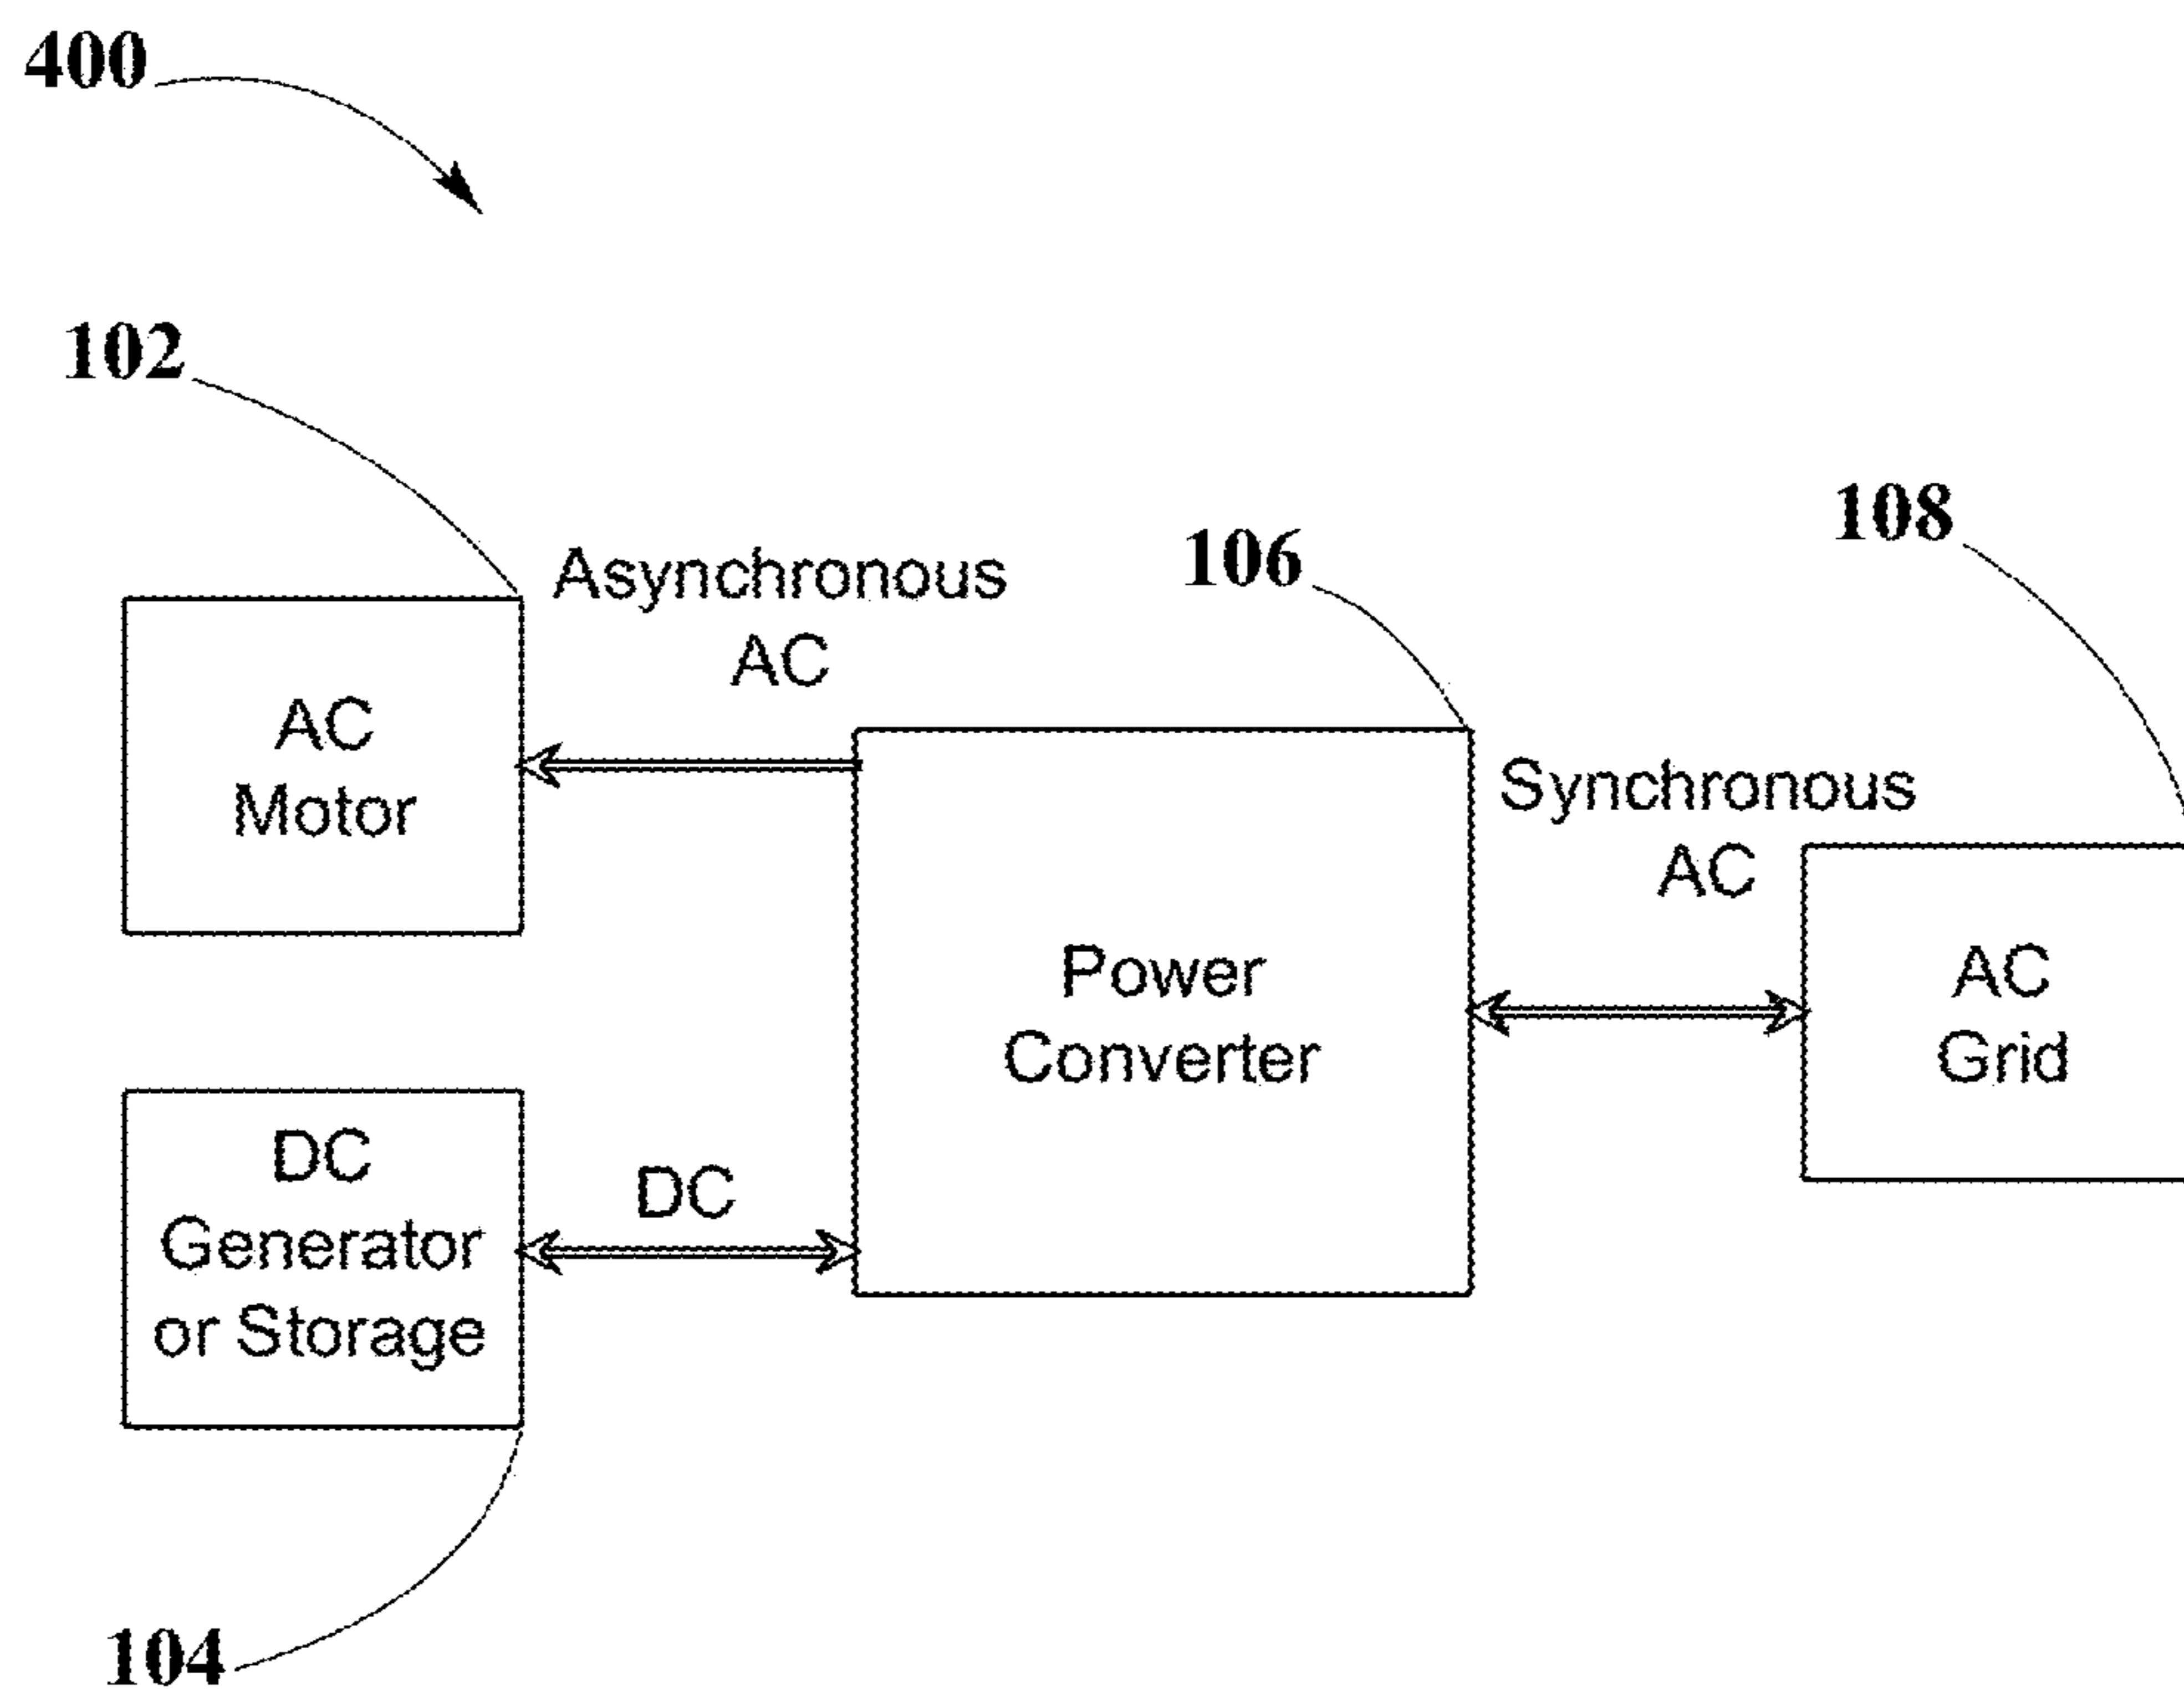 400
102
108
Asynchronous
AC
106
AC
Motor
Synchronous
AC
Power
Converter
AC
Grid
DC
Generator
or Storage
DC
104